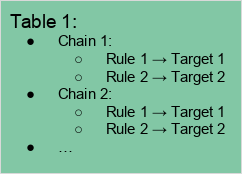 Table 1:
● Chain 1:
○ Rule 1 → Target 1
○ Rule 2 → Target 2
● Chain 2:
○ Rule 1 → Target 1
○ Rule 2 → Target 2
● …